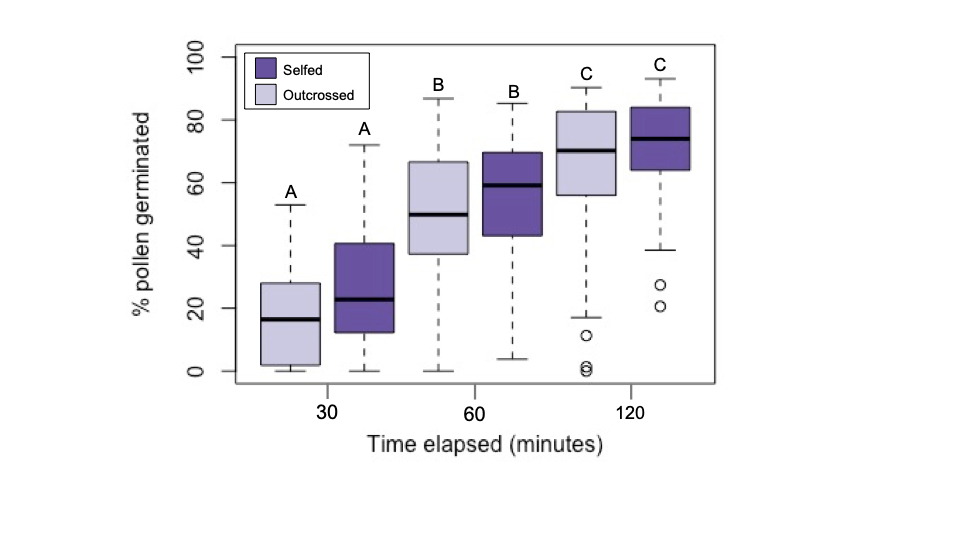 100
80
60
40
20
0
% pollen germinated
Selfed
Outcrossed
A
A
B
B
C
C
30
60
120
Time elapsed (minutes)